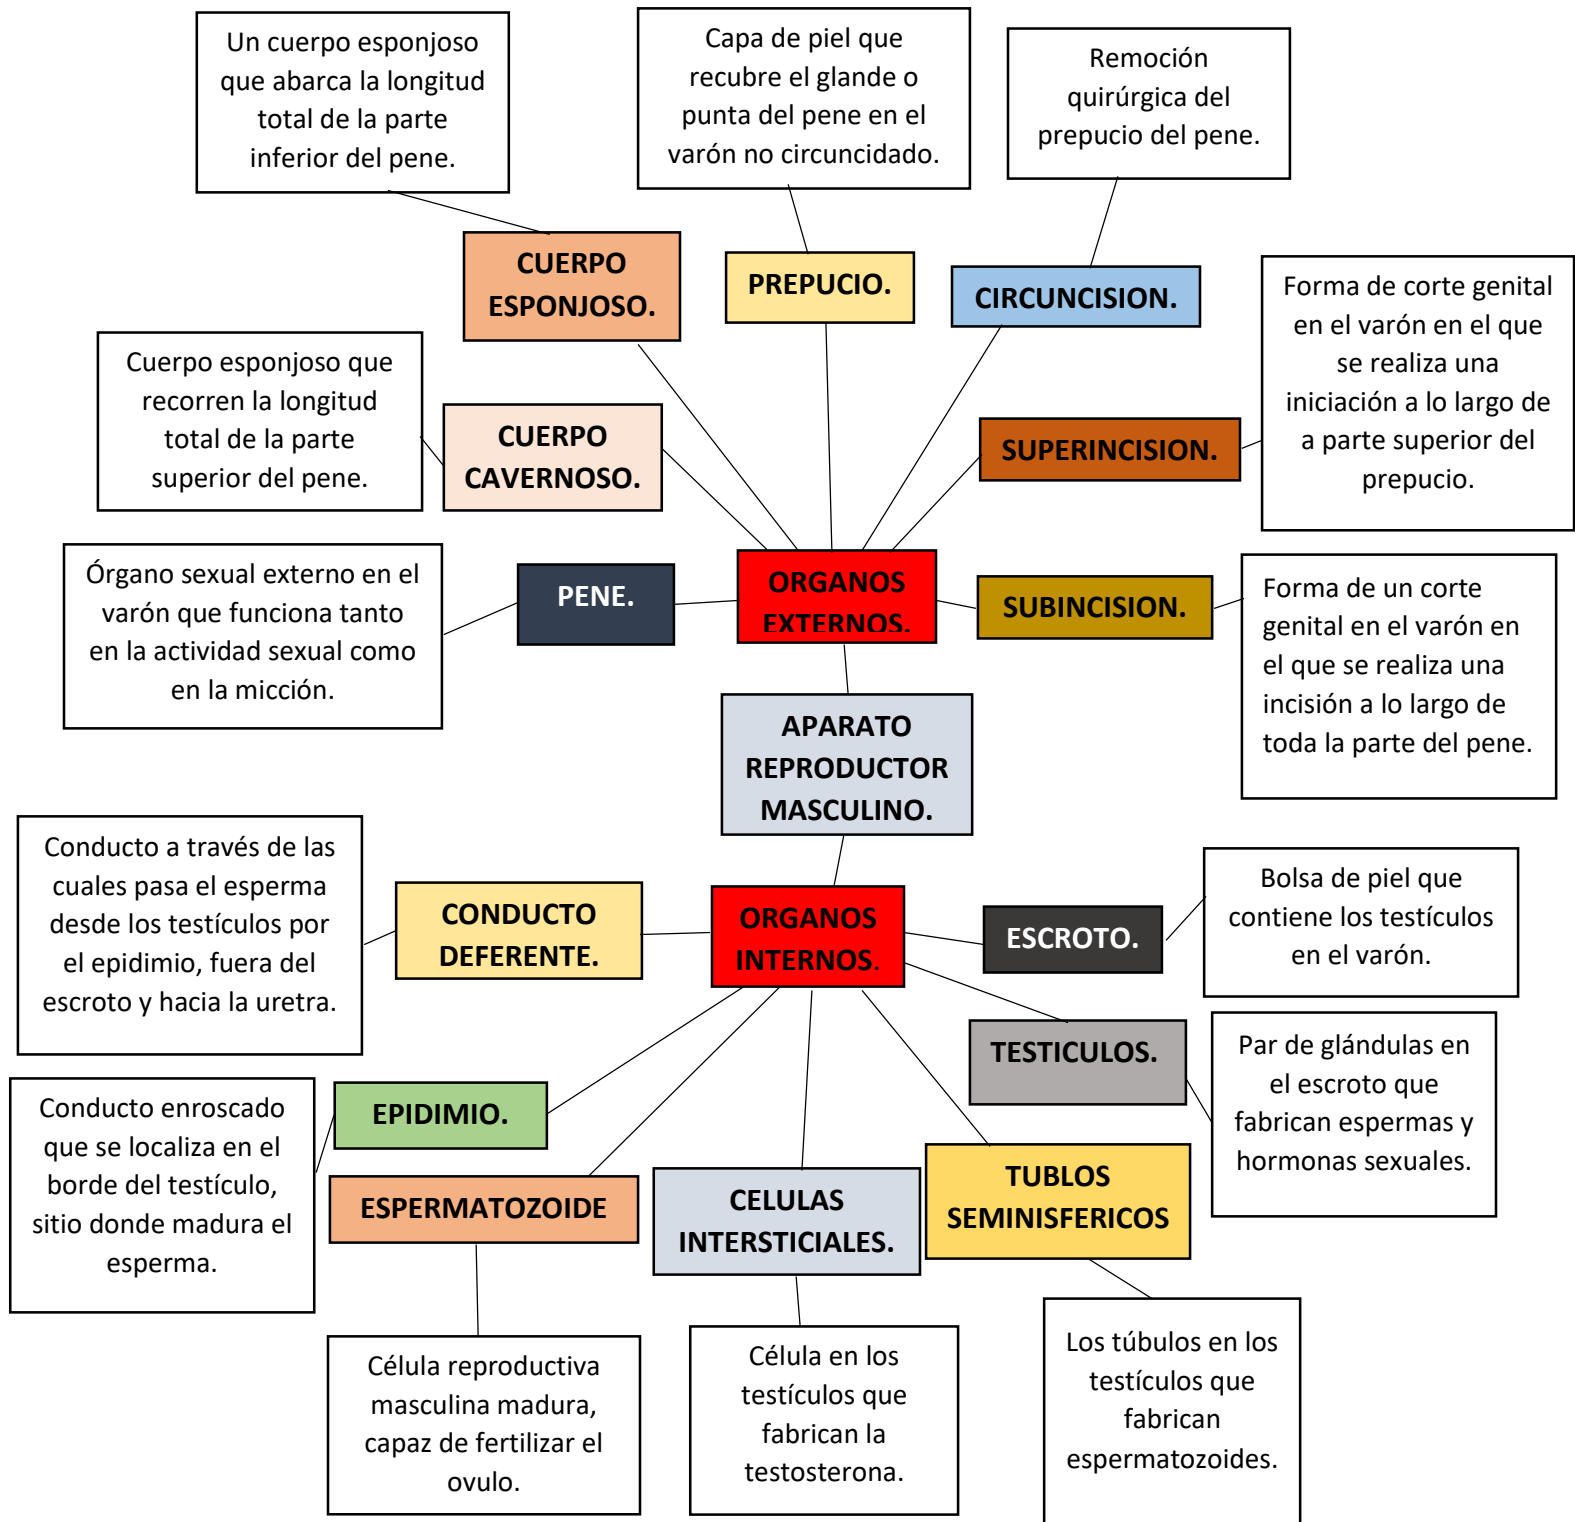 Un cuerpo esponjoso
que abarca la longitud
total de la parte
inferior del pene.
Capa de piel que
recubre el glande o
punta del pene en el
varón no circuncidado.
Remoción
quirúrgica del
prepucio del pene.
CUERPO
ESPONJOSO.
PREPUCIO.
CIRCUNCISION.
Forma de corte genital
en el varón en el que
se realiza una
iniciación a lo largo de
a parte superior del
prepucio.
Cuerpo esponjoso que
recorren la longitud
total de la parte
superior del pene.
CUERPO
CAVERNOSO.
SUPERINCISION.
Órgano sexual externo en el
varón que funciona tanto
en la actividad sexual como
en la micción.
PENE.
ORGANOS
EXTERNOS.
SUBINCISION.
Forma de un corte
genital en el varón en
el que se realiza una
incisión a lo largo de
toda la parte del pene.
APARATO
REPRODUCTOR
MASCULINO.
Conducto a través de las
cuales pasa el esperma
desde los testículos por
el epidimio, fuera del
escroto y hacia la uretra.
CONDUCTO
DEFERENTE.
ORGANOS
INTERNOS.
ESCROTO.
Bolsa de piel que
contiene los testículos
en el varón.
TESTICULOS.
Par de glándulas en
el escroto que
fabrican espermas y
hormonas sexuales.
Conducto enroscado
que se localiza en el
borde del testículo,
sitio donde madura el
esperma.
EPIDIMIO.
ESPERMATOZOIDE
CELULAS
INTERSTICIALES.
TUBLOS
SEMINISFERICOS
Célula reproductiva
masculina madura,
capaz de fertilizar el
ovulo.
Célula en los
testículos que
fabrican la
testosterona.
Los túbulos en los
testículos que
fabrican
espermatozoides.